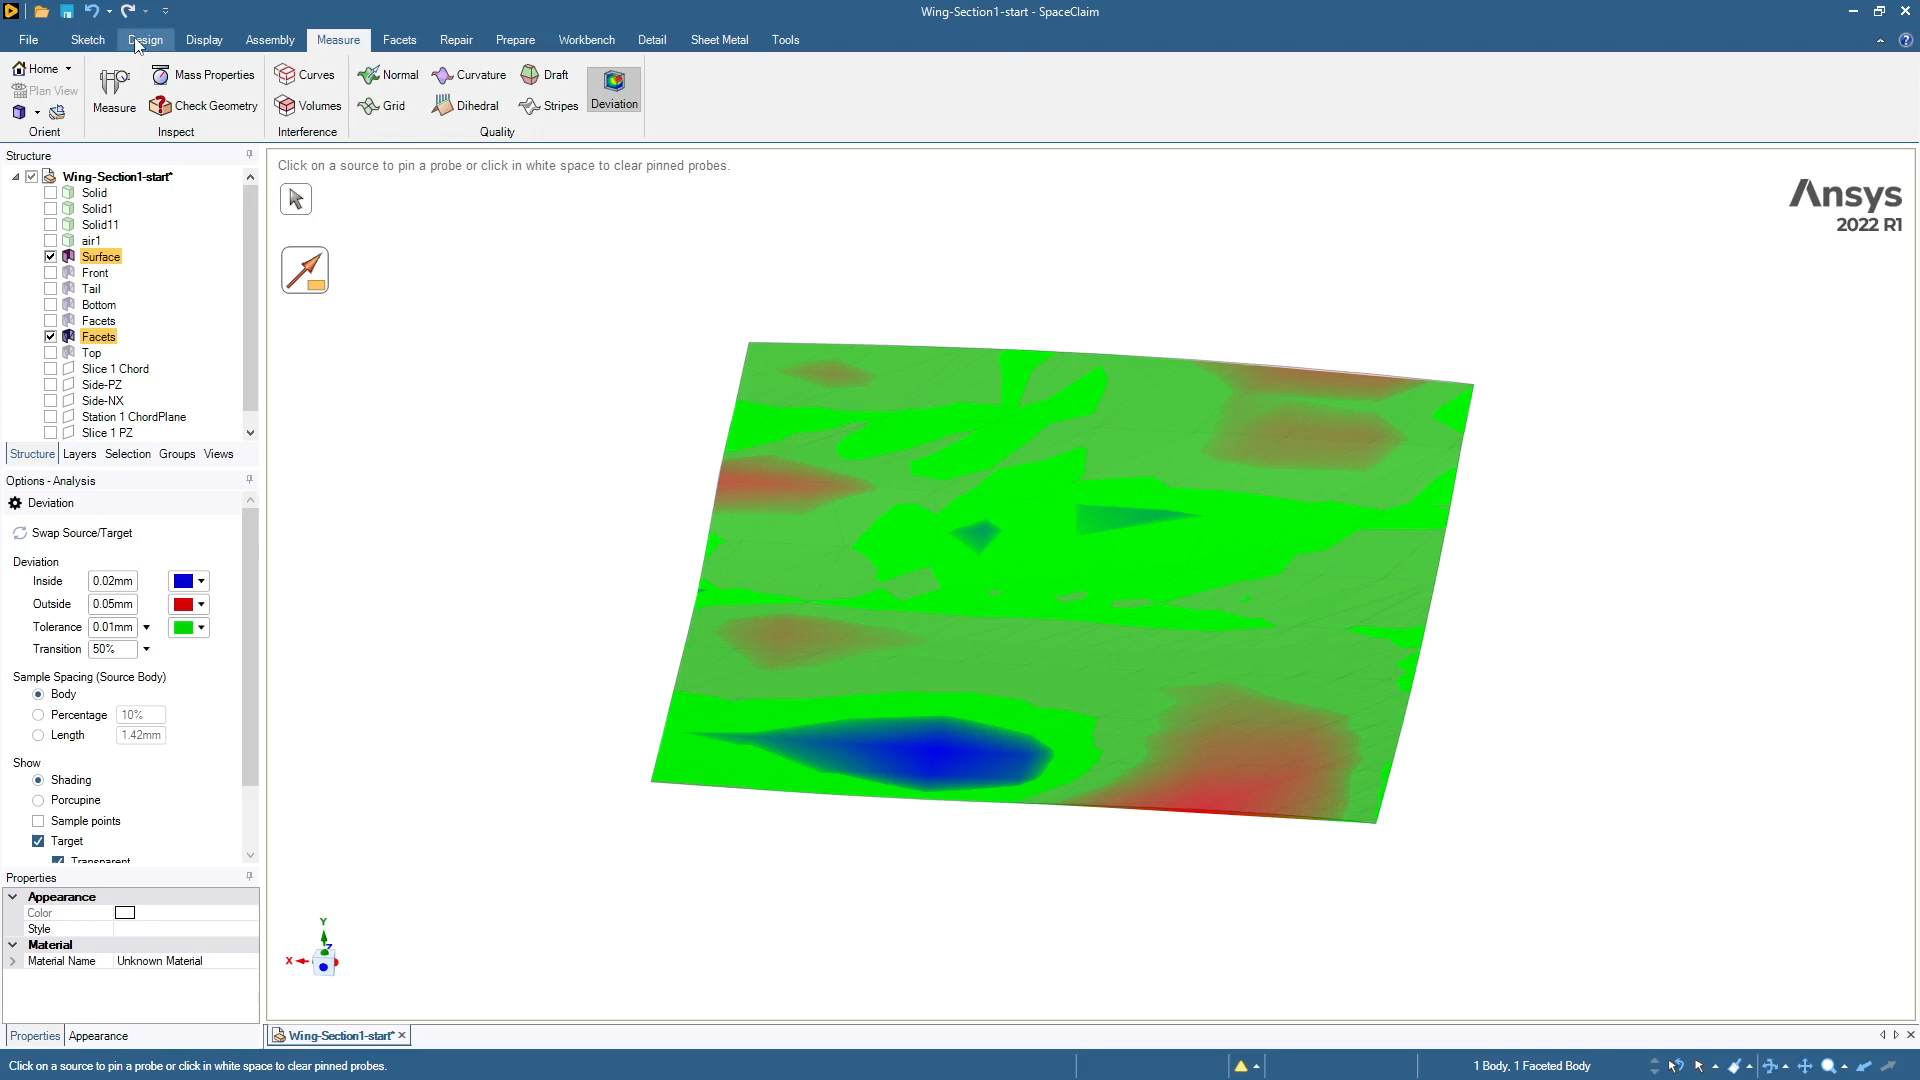 Wing-Section1-start - SpaceClaim
File Sketch Design Display Assembly Measure Facets Repair Prepare Workbench Detail Sheet Metal Tools
Home
Plan View
Orient
Measure
Mass Properties
Check Geometry
Inspect
Curves
Volumes
Interference
Normal Curvature Draft
Grid Dihedral Stripes
Deviation
Quality
Structure
Wing-Section1-start*
Solid
Solid1
Solid11
air1
Surface
Front
Tail
Bottom
Facets
Facets
Top
Slice 1 Chord
Side-PZ
Side-NX
Station 1 ChordPlane
Slice 1 PZ
Structure Layers Selection Groups Views
Options - Analysis
Deviation
Swap Source/Target
Deviation
Inside 0.02mm
Outside 0.05mm
Tolerance 0.01mm
Transition 50%
Sample Spacing (Source Body)
Body
Percentage 10%
Length 1.42mm
Show
Shading
Porcupine
Sample points
Target
Transparent
Properties
Appearance
Color
Style
Material
Material Name Unknown Material
Properties Appearance
Click on a source to pin a probe or click in white space to clear pinned probes.
Ansys
2022 R1
Y
Z
X
Wing-Section1-start*
Click on a source to pin a probe or click in white space to clear pinned probes.
1 Body, 1 Faceted Body